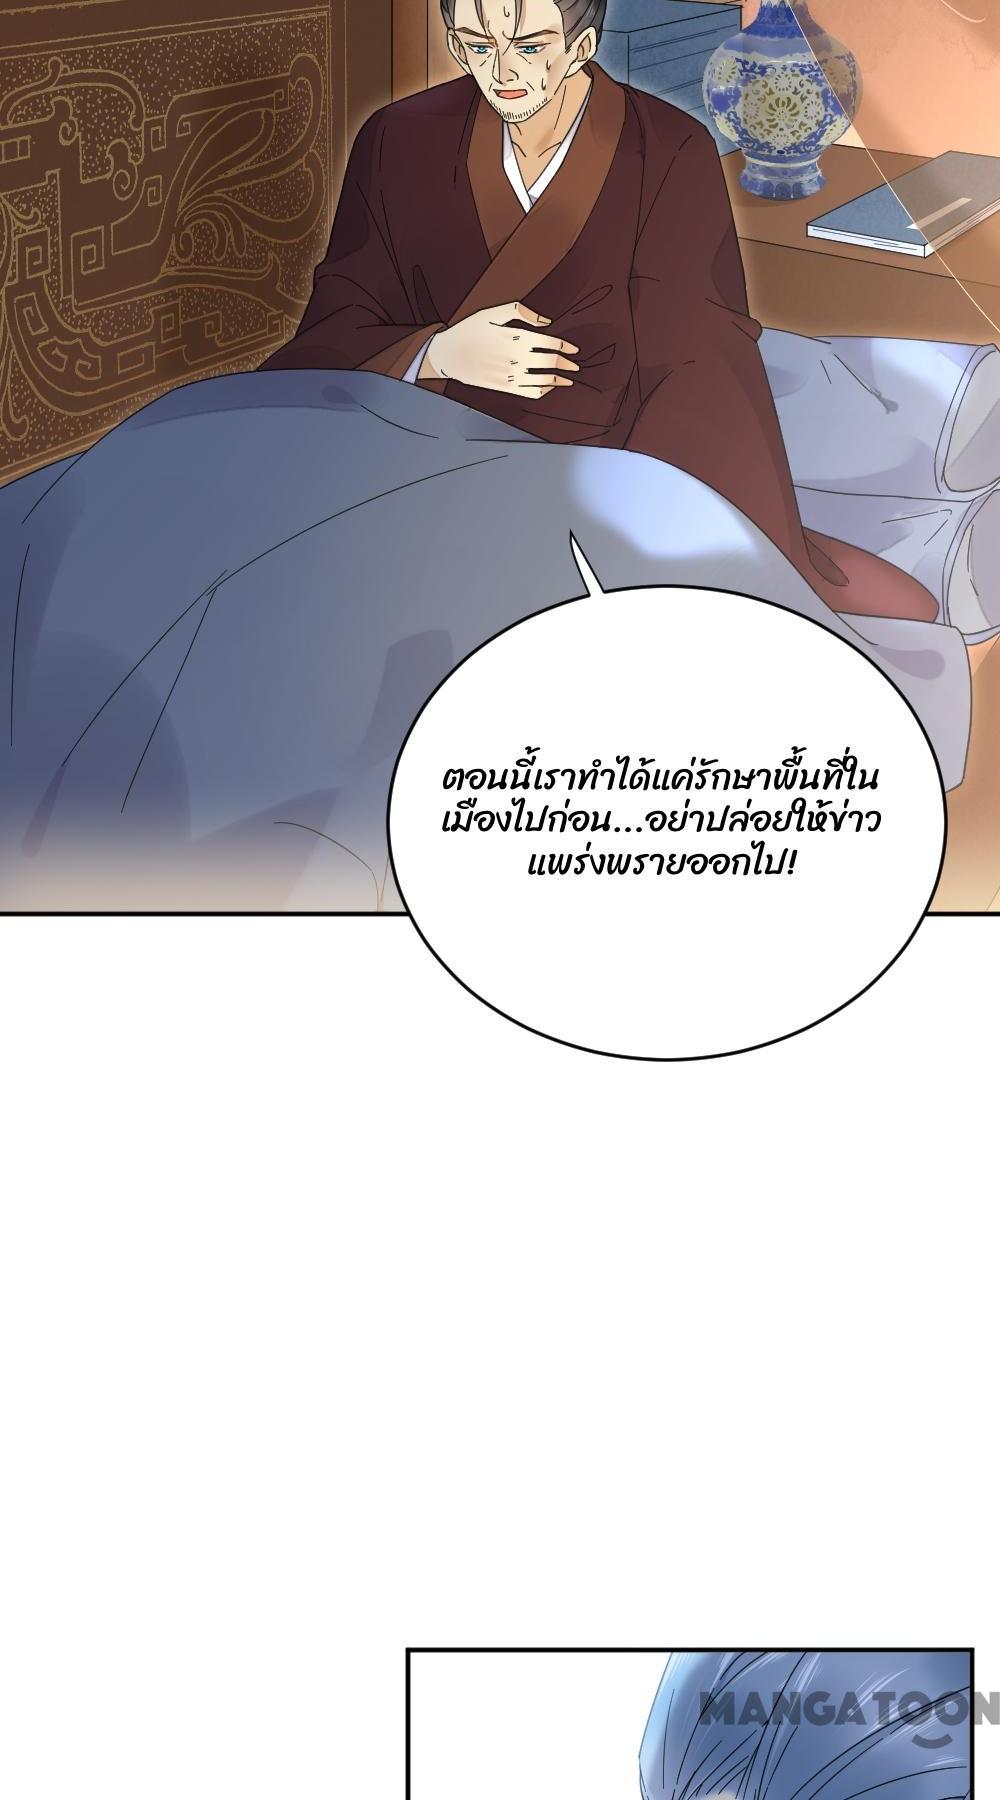 ตอนนี้เราทำได้แค่รักษาพื้นที่ใน
เมืองไปก่อน...อย่าปล่อยให้ข่าว
แพร่งพรายออกไป!
MANGATOON